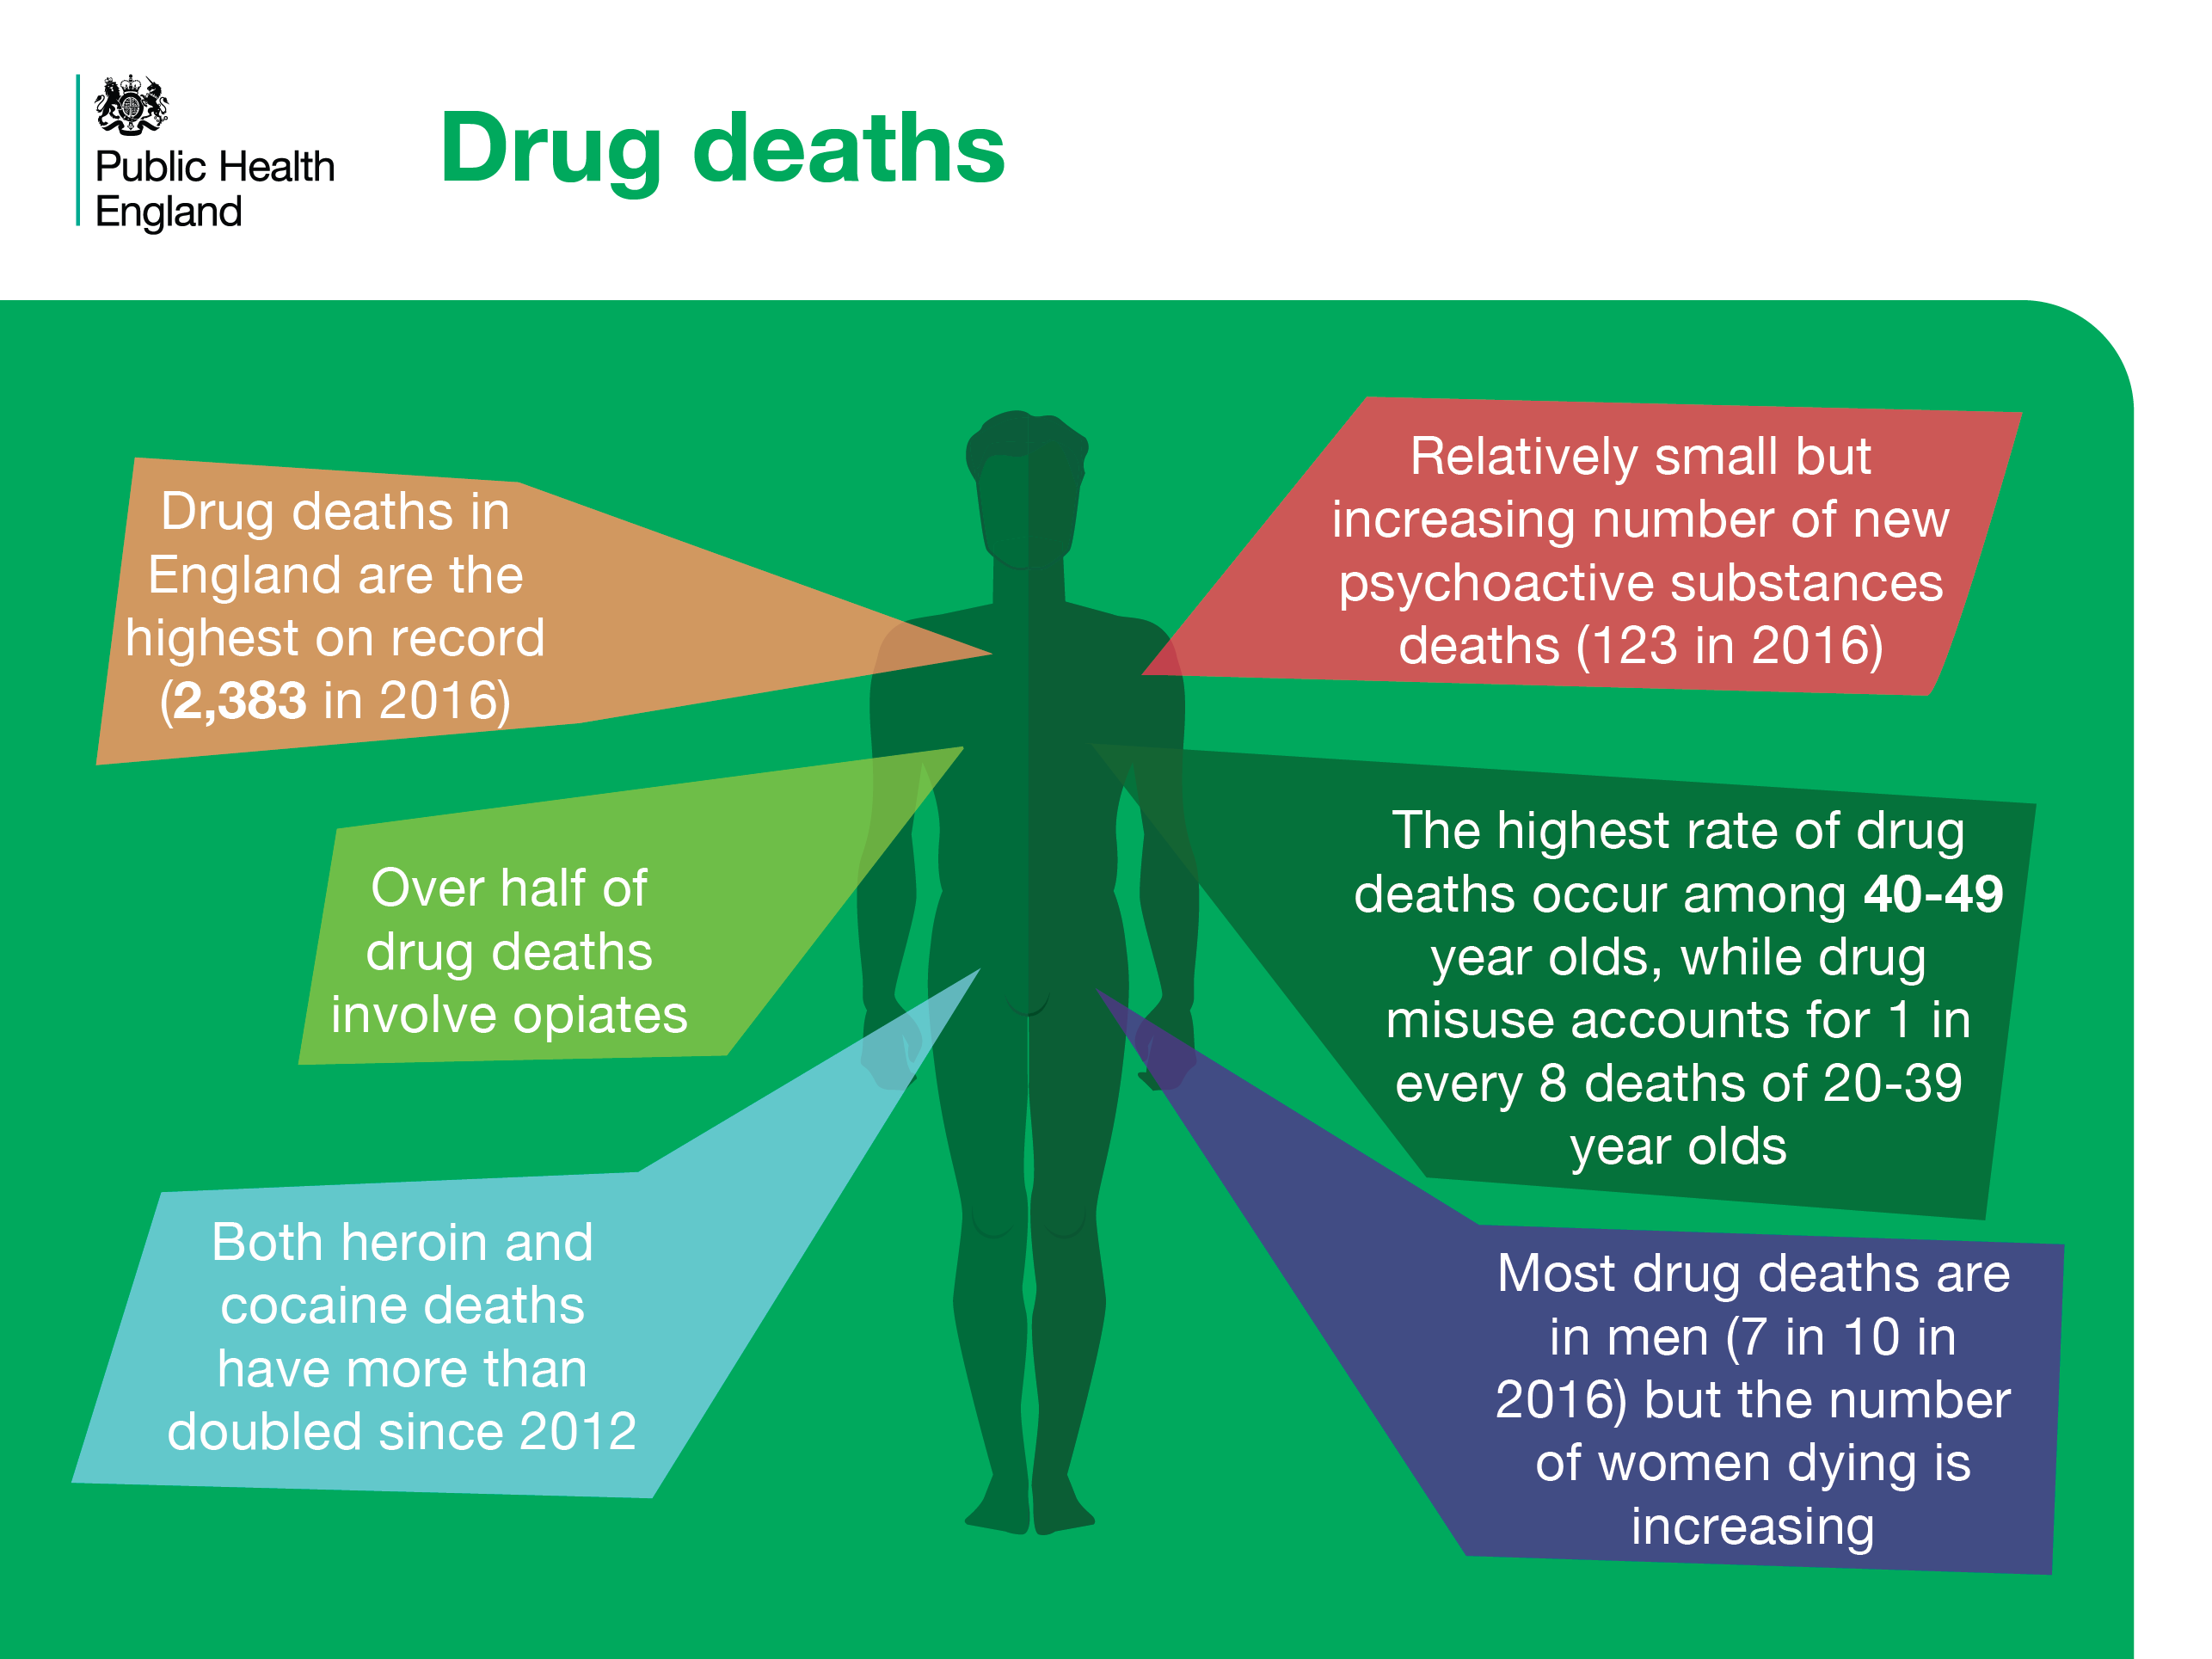 Public Health
England
Drug deaths
Drug deaths in
England are the
highest on record
(2,383 in 2016)
Relatively small but
increasing number of new
psychoactive substances
deaths (123 in 2016)
Over half of
drug deaths
involve opiates
The highest rate of drug
deaths occur among 40-49
year olds, while drug
misuse accounts for 1 in
every 8 deaths of 20-39
year olds
Both heroin and
cocaine deaths
have more than
doubled since 2012
Most drug deaths are
in men (7 in 10 in
2016) but the number
of women dying is
increasing